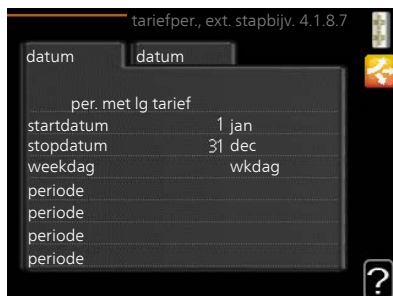 tariefper., ext. stapbijv. 4.1.8.7
datum datum
per. met lg tarief
startdatum 1 jan
stopdatum 31 dec
weekdag wkdag
periode
periode
periode
periode
?